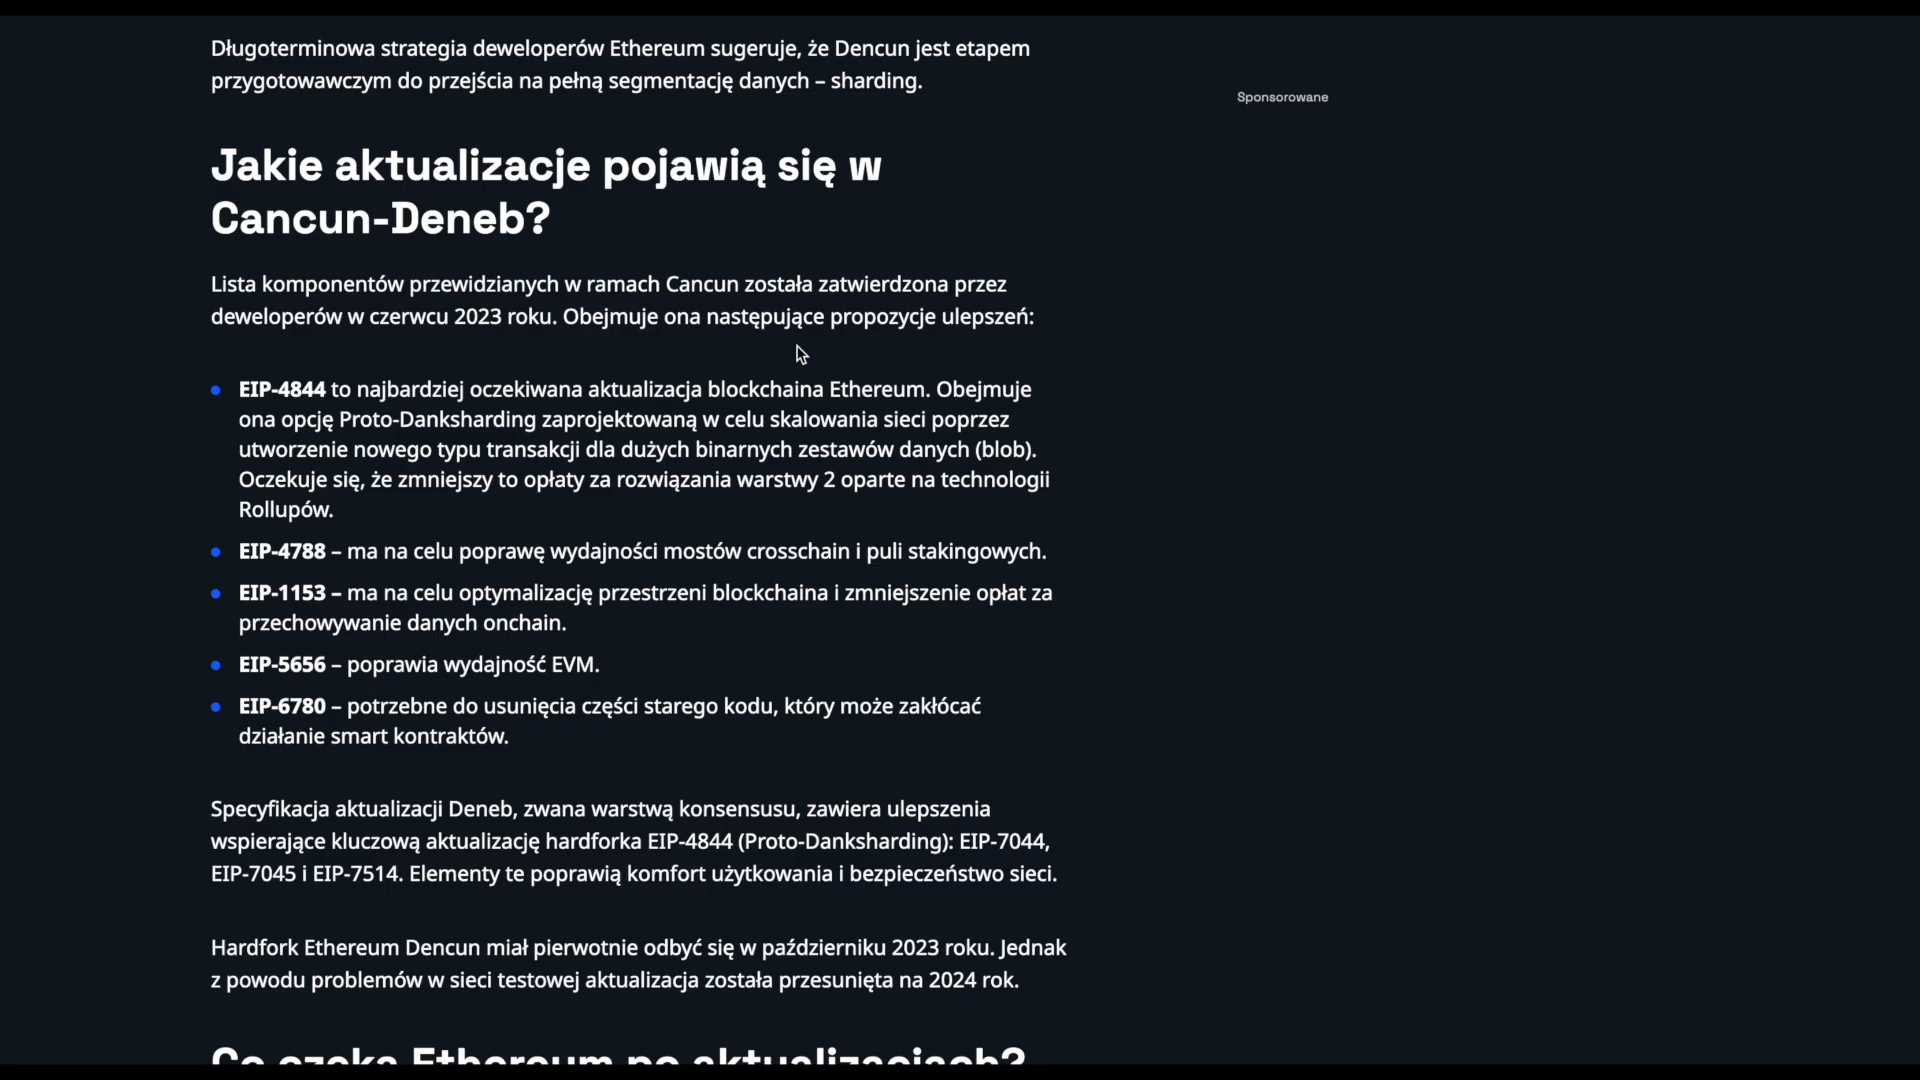 Długoterminowa strategia deweloperów Ethereum sugeruje, że Dencun jest etapem
przygotowawczym do przejścia na pełną segmentację danych – sharding.
Sponsorowane
Jakie aktualizacje pojawią się w
Cancun-Deneb?
Lista komponentów przewidzianych w ramach Cancun została zatwierdzona przez
deweloperów w czerwcu 2023 roku. Obejmuje ona następujące propozycje ulepszeń:
EIP-4844 to najbardziej oczekiwana aktualizacja blockchaina Ethereum. Obejmuje
ona opcję Proto-Danksharding zaprojektowaną w celu skalowania sieci poprzez
utworzenie nowego typu transakcji dla dużych binarnych zestawów danych (blob).
Oczekuje się, że zmniejszy to opłaty za rozwiązania warstwy 2 oparte na technologii
Rollupów.
EIP-4788 – ma na celu poprawę wydajności mostów crosschain i puli stakingowych.
EIP-1153 – ma na celu optymalizację przestrzeni blockchaina i zmniejszenie opłat za
przechowywanie danych onchain.
EIP-5656 – poprawia wydajność EVM.
EIP-6780 – potrzebne do usunięcia części starego kodu, który może zakłócać
działanie smart kontraktów.
Specyfikacja aktualizacji Deneb, zwana warstwą konsensusu, zawiera ulepszenia
wspierające kluczową aktualizację hardforka EIP-4844 (Proto-Danksharding): EIP-7044,
EIP-7045 i EIP-7514. Elementy te poprawią komfort użytkowania i bezpieczeństwo sieci.
Hardfork Ethereum Dencun miał pierwotnie odbyć się w październiku 2023 roku. Jednak
z powodu problemów w sieci testowej aktualizacja została przesunięta na 2024 rok.
Co czeka Ethereum po aktualizacjach?